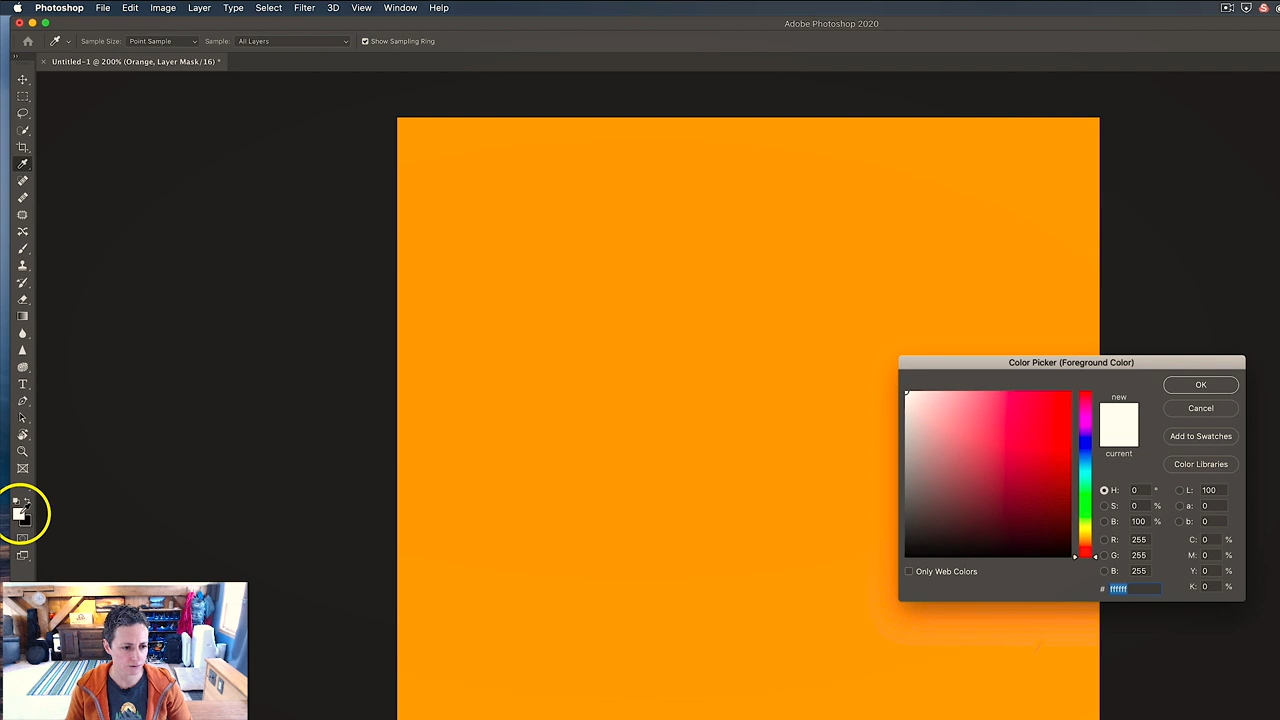 Photoshop File Edit Image Layer Type Select Filter 3D View Window Help
Adobe Photoshop 2020
Sample Size: Point Sample Sample: All Layers Show Sampling Ring
× Untitled-1 @ 200% (Orange, Layer Mask/16) *
Color Picker (Foreground Color)
OK
new
Cancel
Add to Swatches
current
Color Libraries
H: 0 ° L: 100
S: 0 % a: 0
B: 100 % b: 0
R: 255 C: 0 %
G: 255 M: 0 %
B: 255 Y: 0 %
Only Web Colors
# ffffff K: 0 %